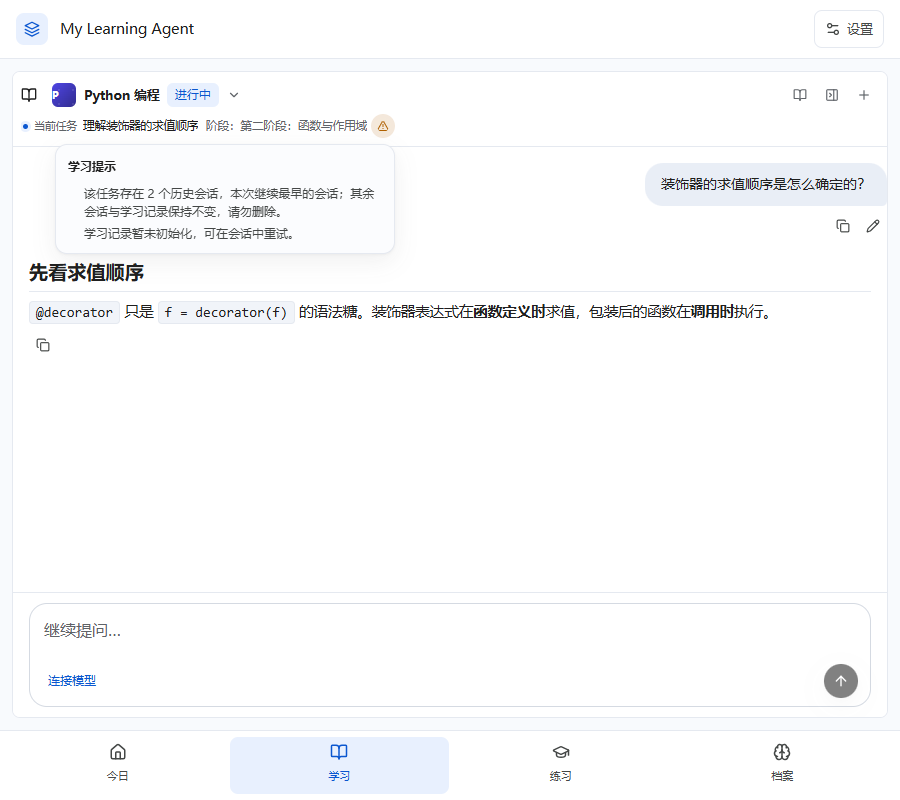 My Learning Agent
设置
P
Python 编程
进行中
当前任务 理解装饰器的求值顺序 阶段：第二阶段：函数与作用域
学习提示
该任务存在 2 个历史会话，本次继续最早的会话；其余
会话与学习记录保持不变，请勿删除。
学习记录暂未初始化，可在会话中重试。
装饰器的求值顺序是怎么确定的?
先看求值顺序
@decorator 只是 f = decorator(f) 的语法糖。装饰器表达式在函数定义时求值，包装后的函数在调用时执行。
继续提问...
连接模型
今日
学习
练习
档案